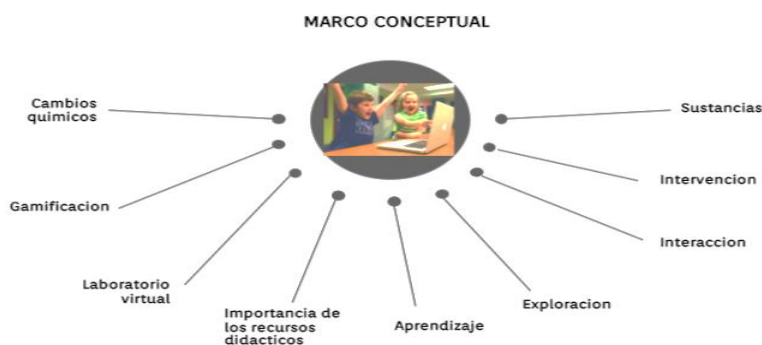 MARCO CONCEPTUAL
Cambios
quimicos
Gamificacion
Laboratorio
virtual
Importancia de
los recursos
didacticos
Aprendizaje
Exploracion
Interaccion
Intervencion
Sustancias